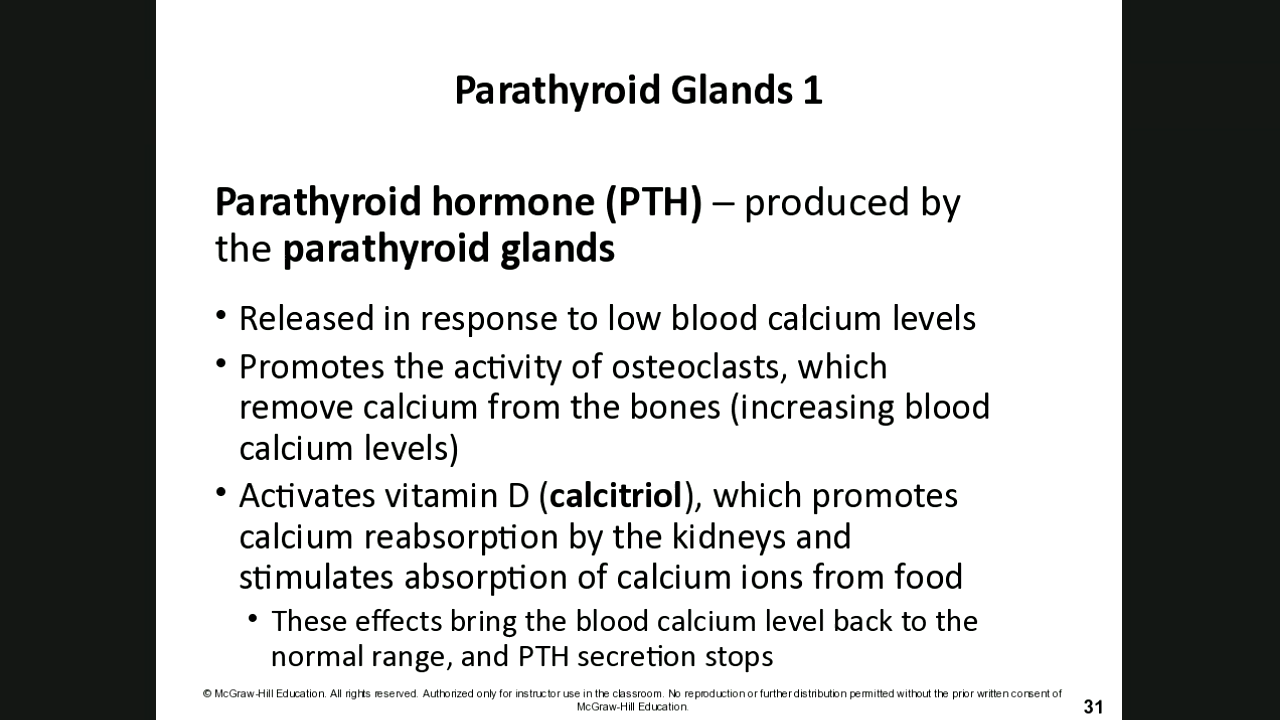 Parathyroid Glands 1
Parathyroid hormone (PTH) – produced by
the parathyroid glands
• Released in response to low blood calcium levels
• Promotes the activity of osteoclasts, which
remove calcium from the bones (increasing blood
calcium levels)
• Activates vitamin D (calcitriol), which promotes
calcium reabsorption by the kidneys and
stimulates absorption of calcium ions from food
• These effects bring the blood calcium level back to the
normal range, and PTH secretion stops
© McGraw-Hill Education. All rights reserved. Authorized only for instructor use in the classroom. No reproduction or further distribution permitted without the prior written consent of
McGraw-Hill Education.
31